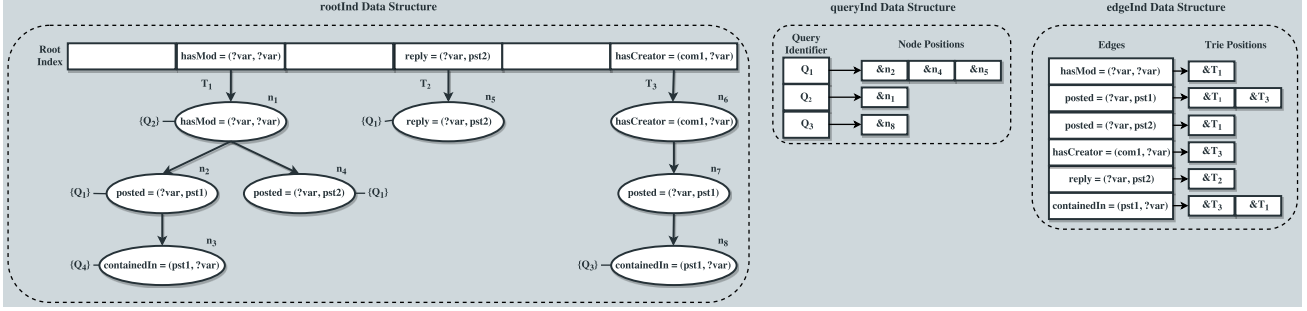 rootInd Data Structure
Root
Index
hasMod = (?var, ?var)
reply = (?var, pst2)
hasCreator = (com1, ?var)
T1
T2
T3
n1
{Q2}
hasMod = (?var, ?var)
n5
{Q1}
reply = (?var, pst2)
n6
hasCreator = (com1, ?var)
n2
{Q1}
posted = (?var, pst1)
n4
posted = (?var, pst2)
{Q1}
n7
posted = (?var, pst1)
n3
{Q4}
containedIn = (pst1, ?var)
n8
{Q3}
containedIn = (pst1, ?var)
queryInd Data Structure
Query
Identifier
Node Positions
Q1
&n2
&n4
&n5
Q2
&n1
Q3
&n8
edgeInd Data Structure
Edges
Trie Positions
hasMod = (?var, ?var)
&T1
posted = (?var, pst1)
&T1
&T3
posted = (?var, pst2)
&T1
hasCreator = (com1, ?var)
&T3
reply = (?var, pst2)
&T2
containedIn = (pst1, ?var)
&T3
&T1